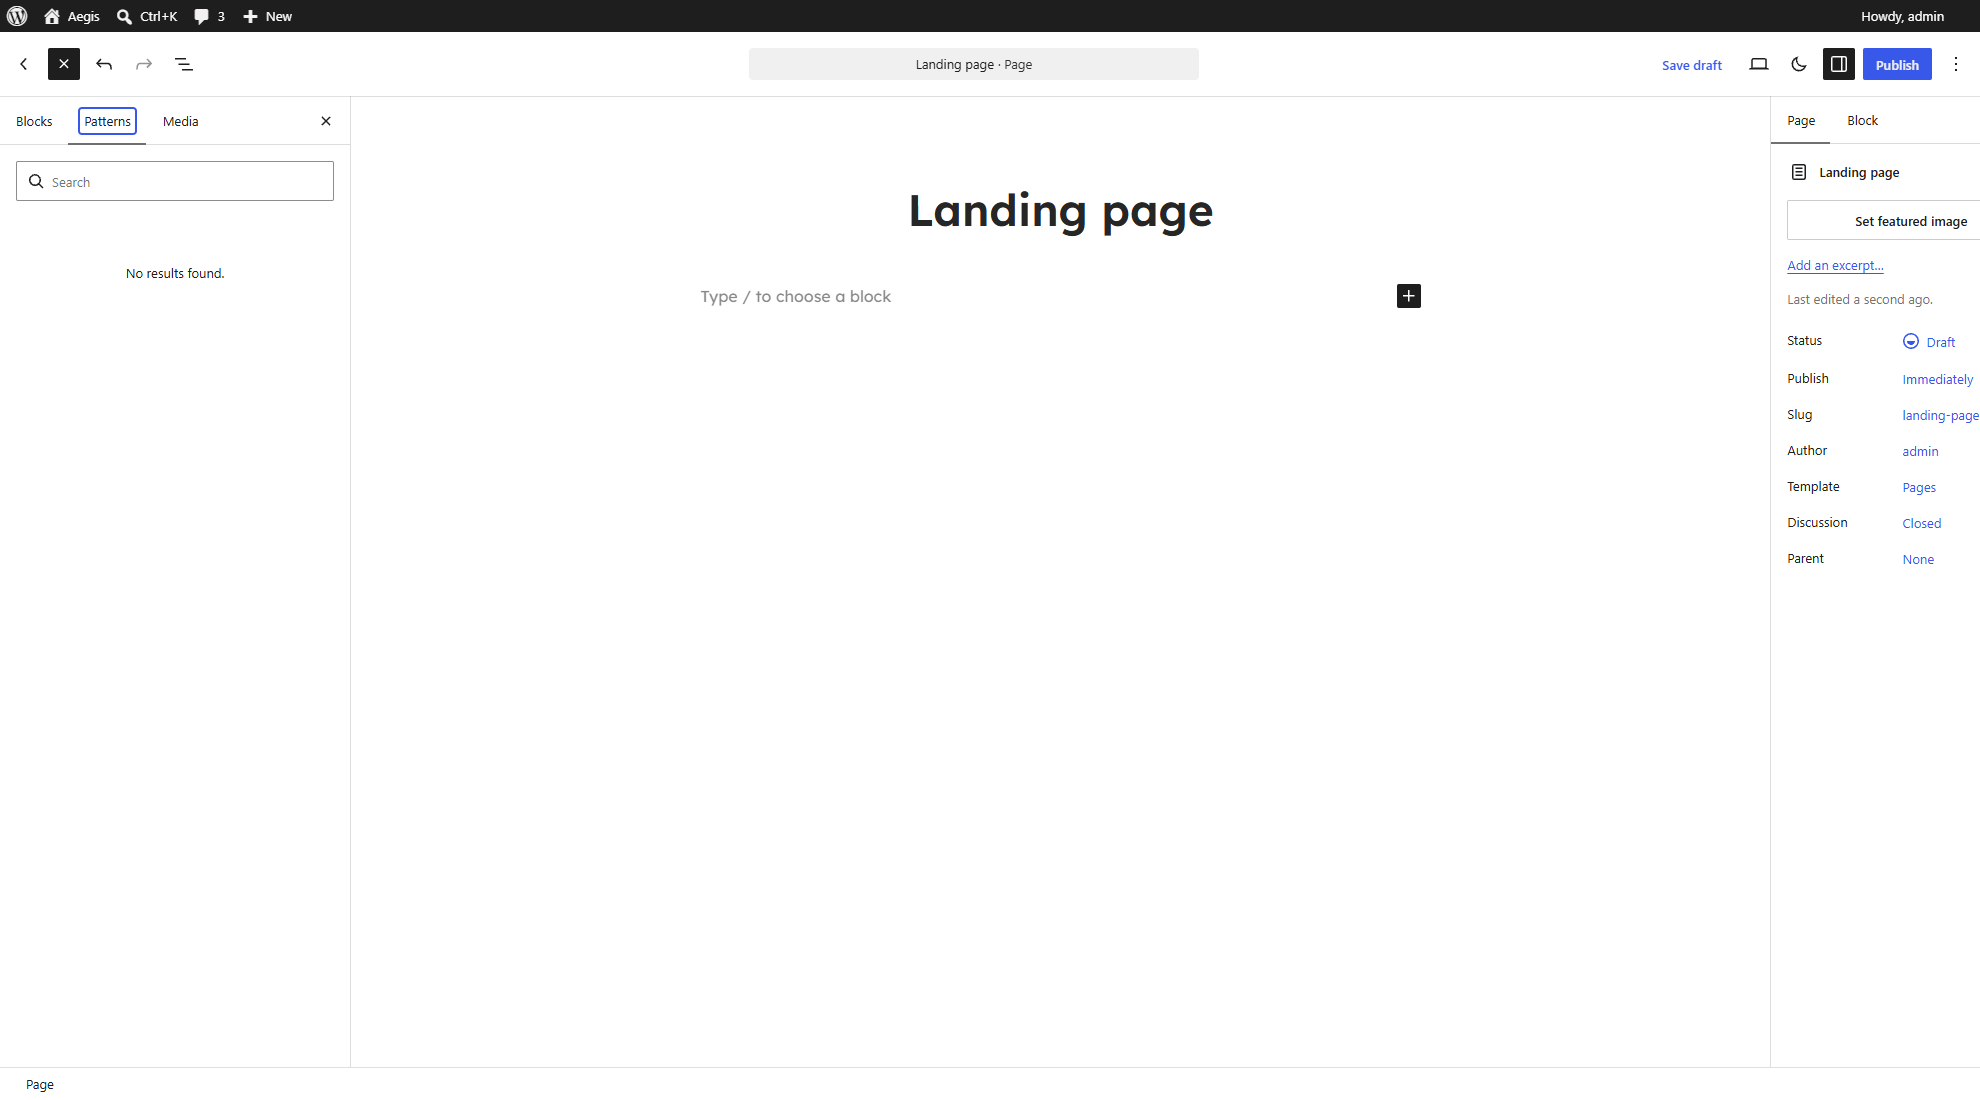 Aegis Ctrl+K 3 New Howdy, admin
Landing page · Page Save draft Publish
Blocks Patterns Media
Search
No results found.
Landing page
Type / to choose a block
Page Block
Landing page
Set featured image
Add an excerpt...
Last edited a second ago.
Status Draft
Publish Immediately
Slug landing-page
Author admin
Template Pages
Discussion Closed
Parent None
Page